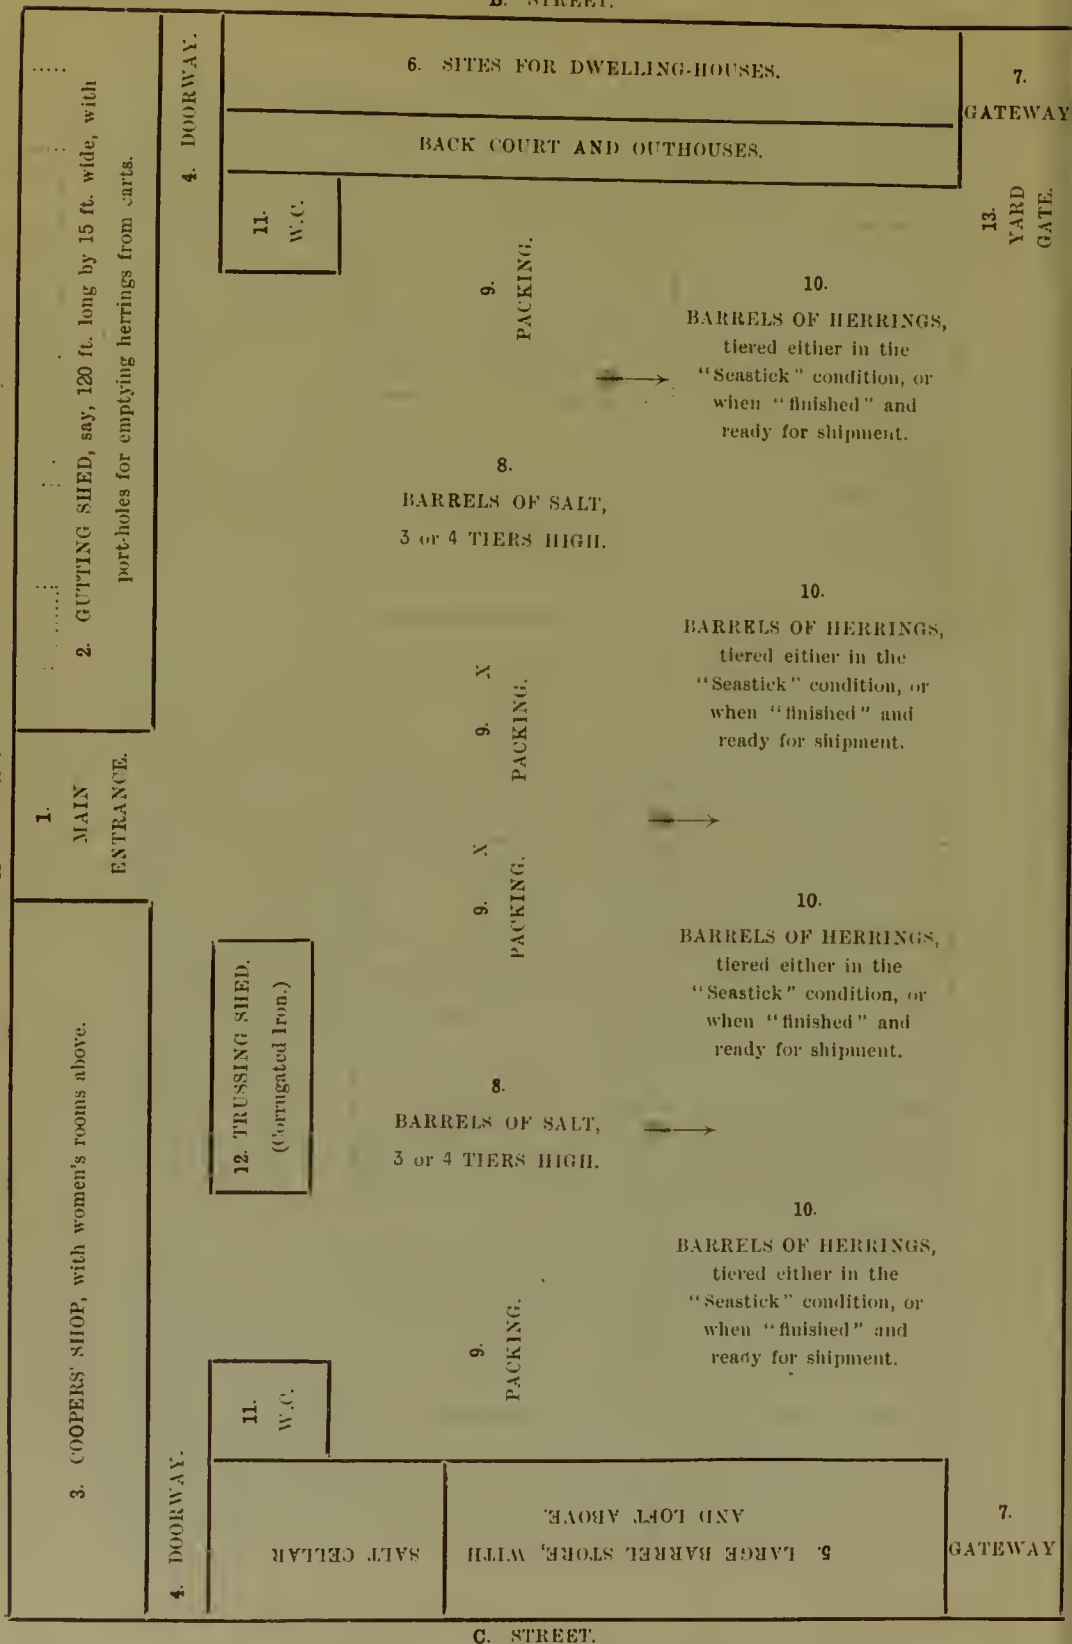 B. STREET.
4. DOORWAY.
6. SITES FOR DWELLING-HOUSES.
7.
GATEWAY
BACK COURT AND OUTHOUSES.
2. GUTTING SHED, say, 120 ft. long by 15 ft. wide, with
port-holes for emptying herrings from carts.
11.
W.C.
13.
YARD
GATE.
9.
PACKING.
10.
BARRELS OF HERRINGS,
tiered either in the
"Seastick" condition, or
when "finished" and
ready for shipment.
8.
BARRELS OF SALT,
3 or 4 TIERS HIGH.
10.
BARRELS OF HERRINGS,
tiered either in the
"Seastick" condition, or
when "finished" and
ready for shipment.
9. X
PACKING.
1.
MAIN
ENTRANCE.
9. X
PACKING.
10.
BARRELS OF HERRINGS,
tiered either in the
"Seastick" condition, or
when "finished" and
ready for shipment.
12. TRUSSING SHED.
(Corrugated Iron.)
3. COOPERS' SHOP, with women's rooms above.
8.
BARRELS OF SALT,
3 or 4 TIERS HIGH.
10.
BARRELS OF HERRINGS,
tiered either in the
"Seastick" condition, or
when "finished" and
ready for shipment.
9.
PACKING.
11.
W.C.
4. DOORWAY.
SALT CELLAR
5. LARGE BARREL STORE, WITH
AND LOFT ABOVE.
7.
GATEWAY
C. STREET.